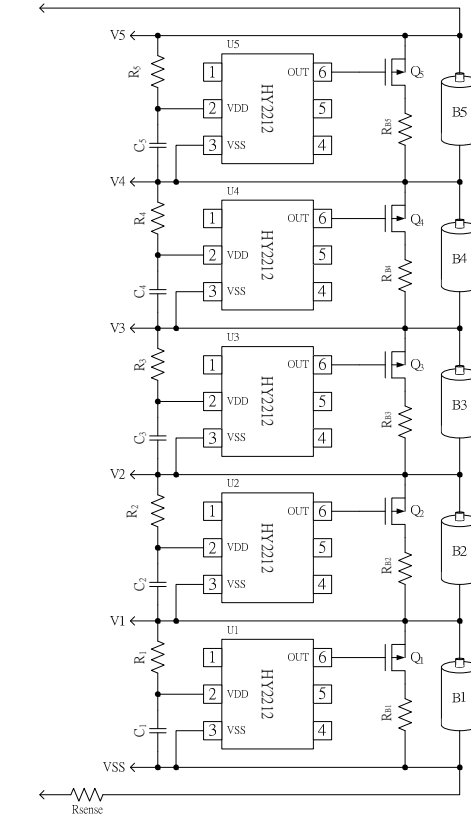 V5
U5
R5
1
OUT 6
Q5
HY2212
2 VDD
5
B5
C5
3 VSS
4
RB5
V4
U4
R4
1
OUT 6
Q4
HY2212
2 VDD
5
B4
C4
3 VSS
4
RB4
V3
U3
R3
1
OUT 6
Q3
HY2212
2 VDD
5
B3
C3
3 VSS
4
RB3
V2
U2
R2
1
OUT 6
Q2
HY2212
2 VDD
5
B2
C2
3 VSS
4
RB2
V1
U1
R1
1
OUT 6
Q1
HY2212
2 VDD
5
B1
C1
3 VSS
4
RB1
VSS
Rsense